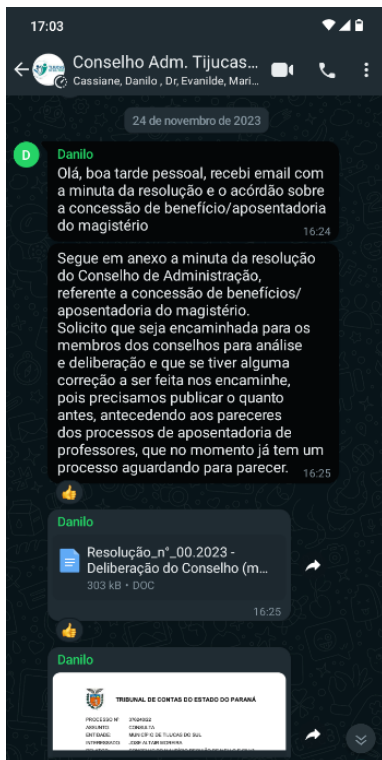 17:03
Conselho Adm. Tijucas...
Cassiane, Danilo , Dr, Evanilde, Mari...
24 de novembro de 2023
D
Danilo
Olá, boa tarde pessoal, recebi email com
a minuta da resolução e o acórdão sobre
a concessão de benefício/aposentadoria
do magistério
16:24
Segue em anexo a minuta da resolução
do Conselho de Administração,
referente a concessão de benefícios/
aposentadoria do magistério.
Solicito que seja encaminhada para os
membros dos conselhos para análise
e deliberação e que se tiver alguma
correção a ser feita nos encaminhe,
pois precisamos publicar o quanto
antes, antecedendo aos pareceres
dos processos de aposentadoria de
professores, que no momento já tem um
processo aguardando para parecer.
16:25
Danilo
Resolução_n°_00.2023 -
Deliberação do Conselho (m...
303 kB • DOC
16:25
Danilo
TRIBUNAL DE CONTAS DO ESTADO DO PARANÁ
PROCESSO Nº
ASSUNTO: CONSULTA
ENTIDADE: MUNICÍPIO DE TIJUCAS DO SUL
INTERESSADO: JOSE ALTAIR MOREIRA